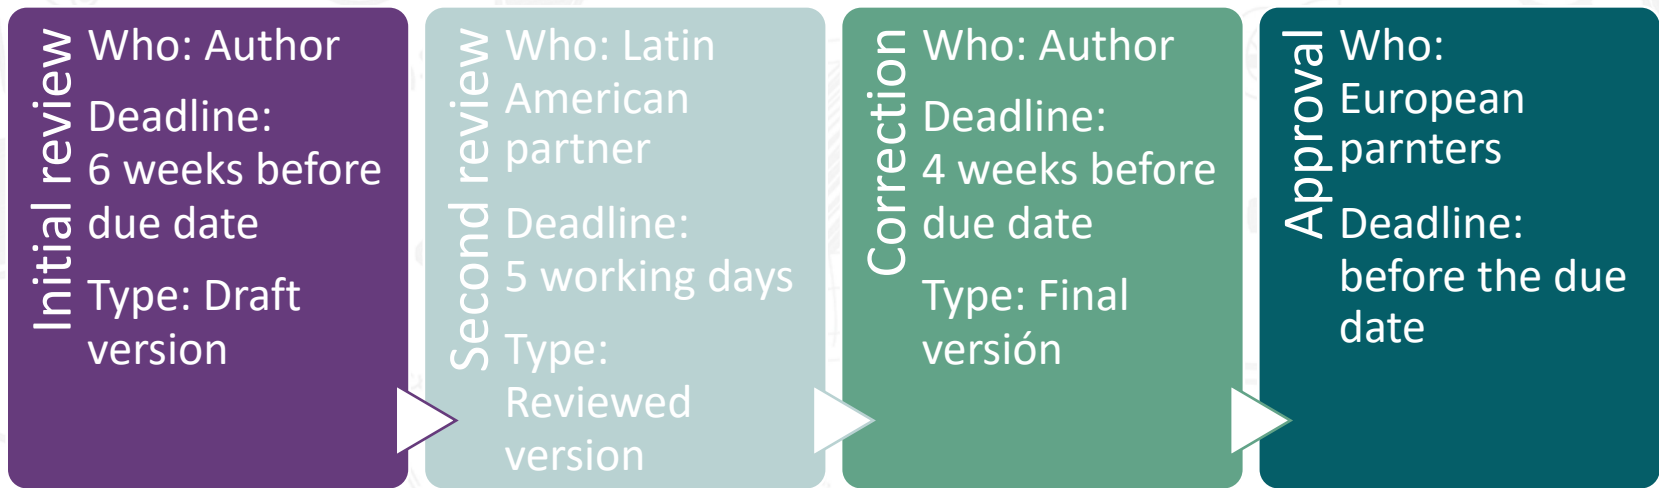 Initial review
Who: Author
Deadline:
6 weeks before
due date
Type: Draft
version
Second review
Who: Latin
American
partner
Deadline:
5 working days
Type:
Reviewed
version
Correction
Who: Author
Deadline:
4 weeks before
due date
Type: Final
versión
Approval
Who:
European
parnters
Deadline:
before the due
date